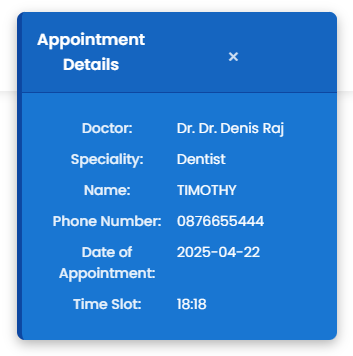 Appointment
Details
×
Doctor: Dr. Dr. Denis Raj
Speciality: Dentist
Name: TIMOTHY
Phone Number: 0876655444
Date of 2025-04-22
Appointment:
Time Slot: 18:18